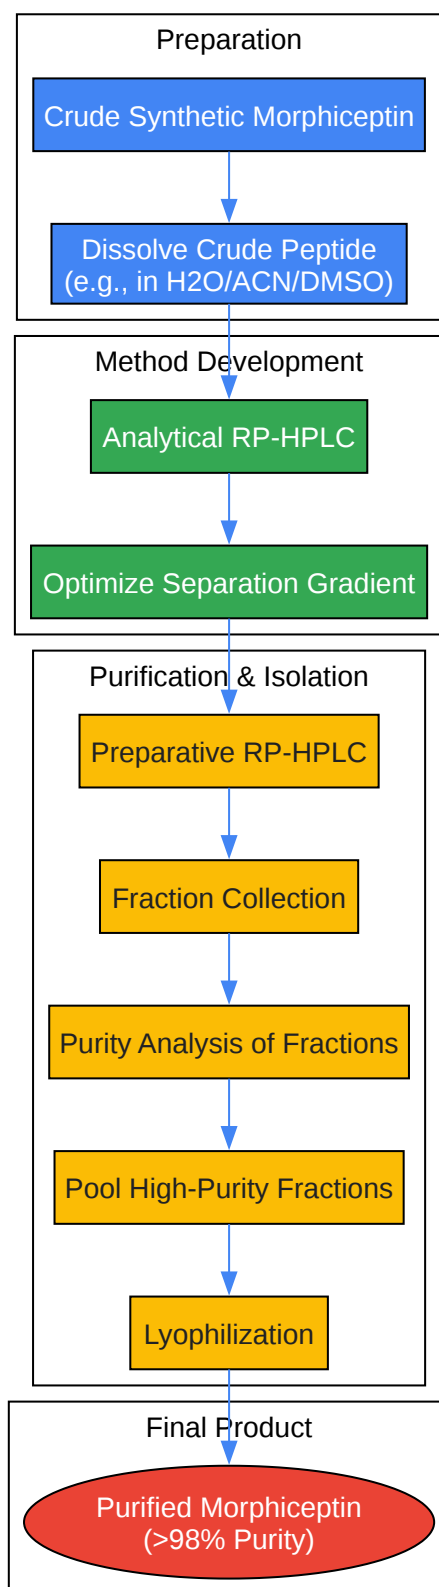 Preparation
Crude Synthetic Morphiceptin
Dissolve Crude Peptide
(e.g., in H2O/ACN/DMSO)
Method Development
Analytical RP-HPLC
Optimize Separation Gradient
Purification & Isolation
Preparative RP-HPLC
Fraction Collection
Purity Analysis of Fractions
Pool High-Purity Fractions
Lyophilization
Final Product
Purified Morphiceptin
(>98% Purity)